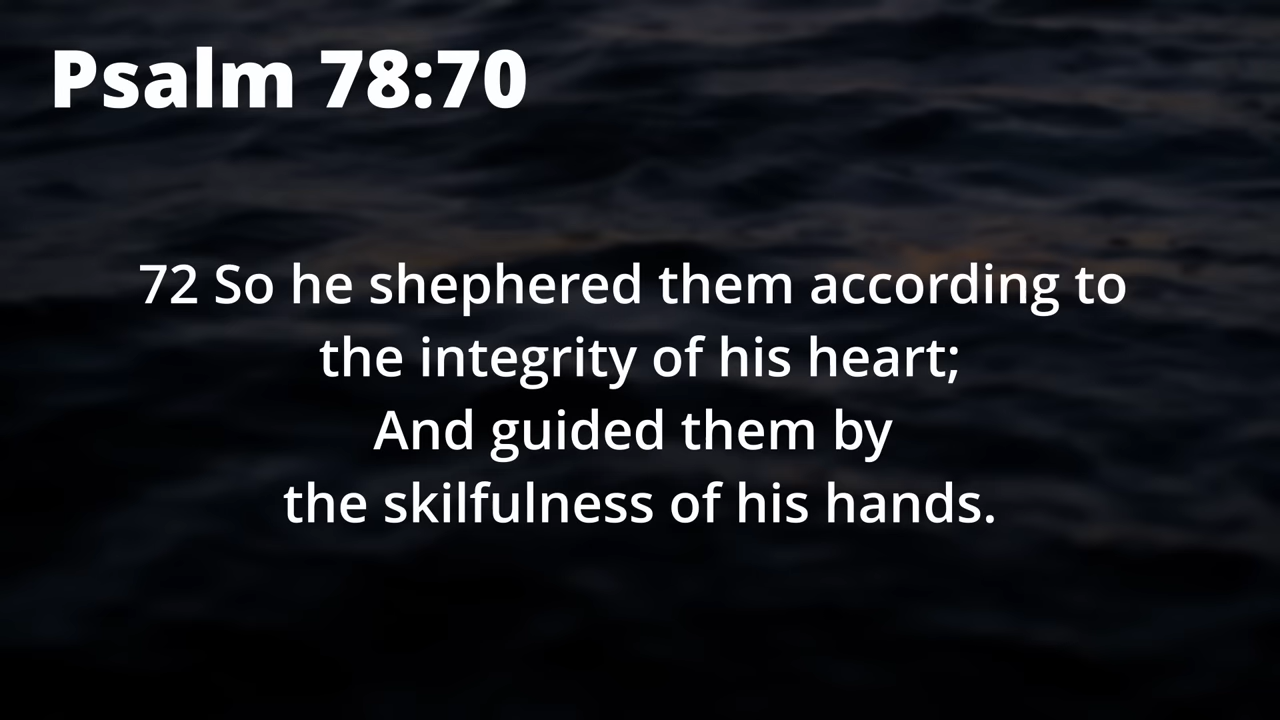 Psalm 78:70
72 So he shephered them according to
the integrity of his heart;
And guided them by
the skilfulness of his hands.